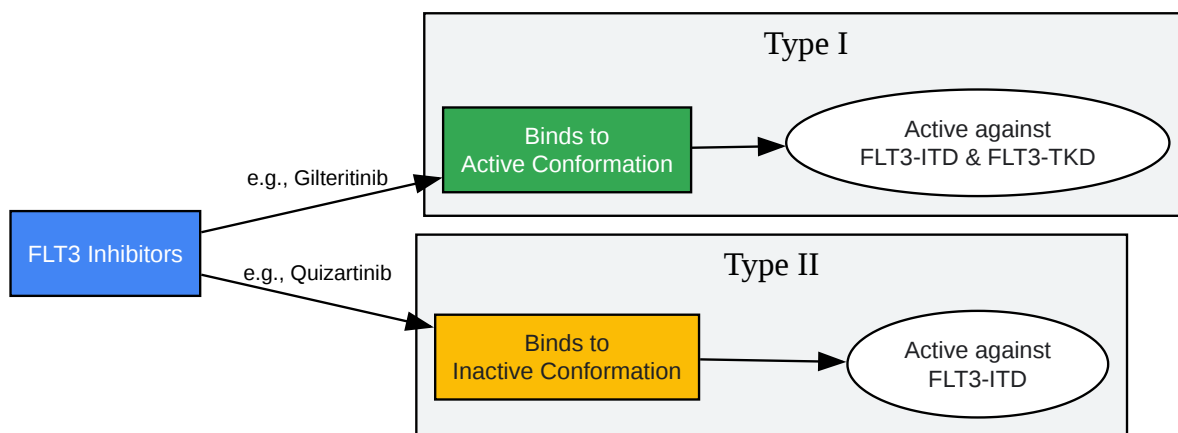 Type I
Binds to
Active Conformation
Active against
FLT3-ITD & FLT3-TKD
e.g., Gilteritinib
FLT3 Inhibitors
e.g., Quizartinib
Type II
Binds to
Inactive Conformation
Active against
FLT3-ITD